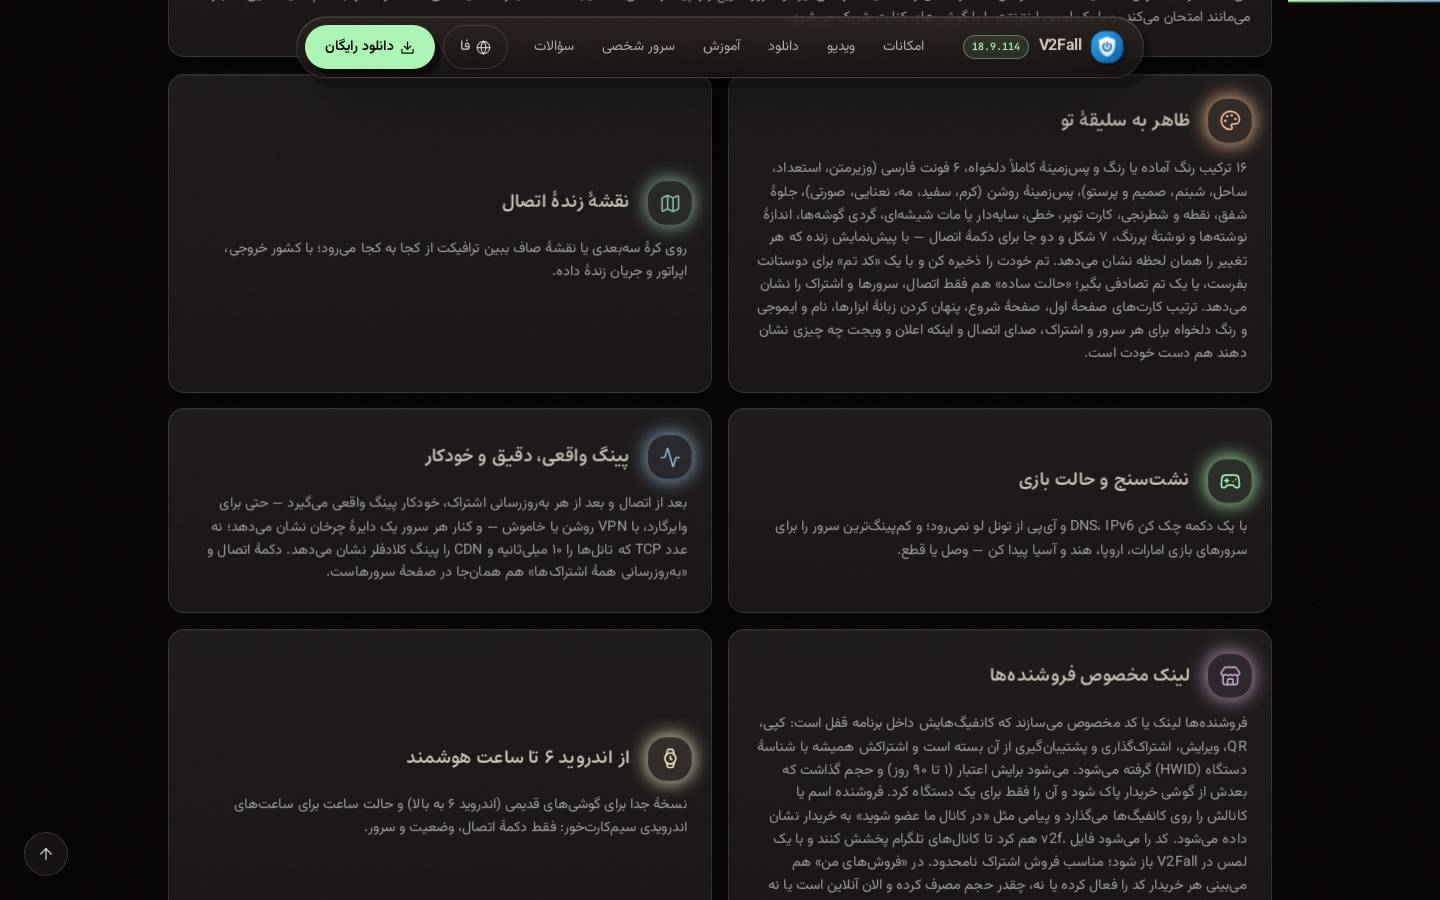 V2Fall
18.9.114
امکانات
ویدیو
دانلود
آموزش
سرور شخصی
سؤالات
فا
دانلود رایگان
ظاهر به سلیقهٔ تو
۱۶ ترکیب رنگ آماده یا رنگ و پس‌زمینهٔ کاملاً دلخواه، ۶ فونت فارسی (وزیرمتن، استعداد،
ساحل، شبنم، صمیم و پرستو)، پس‌زمینهٔ روشن (کرم، سفید، مه، نعنایی، صورتی)، جلوهٔ
شفق، نقطه و شطرنجی، کارت توپر، خطی، سایه‌دار یا مات شیشه‌ای، گردی گوشه‌ها، اندازهٔ
نوشته‌ها و نوشتهٔ پررنگ، ۷ شکل و دو جا برای دکمهٔ اتصال — با پیش‌نمایش زنده که هر
تغییر را همان لحظه نشان می‌دهد. تم خودت را ذخیره کن و با یک «کد تم» برای دوستانت
بفرست، یا یک تم تصادفی بگیر؛ «حالت ساده» هم فقط اتصال، سرورها و اشتراک را نشان
می‌دهد. ترتیب کارت‌های صفحهٔ اول، صفحهٔ شروع، پنهان کردن زبانهٔ ابزارها، نام و ایموجی
و رنگ دلخواه برای هر سرور و اشتراک، صدای اتصال و اینکه اعلان و ویجت چه چیزی نشان
دهند هم دست خودت است.
نقشهٔ زندهٔ اتصال
روی کرهٔ سه‌بعدی یا نقشهٔ صاف ببین ترافیکت از کجا به کجا می‌رود؛ با کشور خروجی،
اپراتور و جریان زندهٔ داده.
نشت‌سنج و حالت بازی
با یک دکمه چک کن DNS، IPv6 و آی‌پی از تونل لو نمی‌رود؛ و کم‌پینگ‌ترین سرور را برای
سرورهای بازی امارات، اروپا، هند و آسیا پیدا کن — وصل یا قطع.
پینگ واقعی، دقیق و خودکار
بعد از اتصال و بعد از هر به‌روزرسانی اشتراک، خودکار پینگ واقعی می‌گیرد — حتی برای
وایرگارد، با VPN روشن یا خاموش — و کنار هر سرور یک دایرهٔ چرخان نشان می‌دهد؛ نه
عدد TCP که تانل‌ها را ۱۰ میلی‌ثانیه و CDN را پینگ کلادفلر نشان می‌دهد. دکمهٔ اتصال و
«به‌روزرسانی همهٔ اشتراک‌ها» هم همان‌جا در صفحهٔ سرورهاست.
لینک مخصوص فروشنده‌ها
فروشنده‌ها لینک یا کد مخصوص می‌سازند که کانفیگ‌هایش داخل برنامه قفل است: کپی،
QR، ویرایش، اشتراک‌گذاری و پشتیبان‌گیری از آن بسته است و اشتراکش همیشه با شناسهٔ
دستگاه (HWID) گرفته می‌شود. می‌شود برایش اعتبار (۱ تا ۹۰ روز) و حجم گذاشت که
بعدش از گوشی خریدار پاک شود و آن را فقط برای یک دستگاه کرد. فروشنده اسم یا
کانالش را روی کانفیگ‌ها می‌گذارد و پیامی مثل «در کانال ما عضو شوید» به خریدار نشان
داده می‌شود. کد را می‌شود فایل .v2f هم کرد تا کانال‌های تلگرام پخشش کنند و با یک
لمس در V2Fall باز شود؛ مناسب فروش اشتراک نامحدود. در «فروش‌های من» هم
می‌بینی هر خریدار کد را فعال کرده یا نه، چقدر حجم مصرف کرده و الان آنلاین است یا نه
از اندروید ۶ تا ساعت هوشمند
نسخهٔ جدا برای گوشی‌های قدیمی (اندروید ۶ به بالا) و حالت ساعت برای ساعت‌های
اندرویدی سیم‌کارت‌خور: فقط دکمهٔ اتصال، وضعیت و سرور.